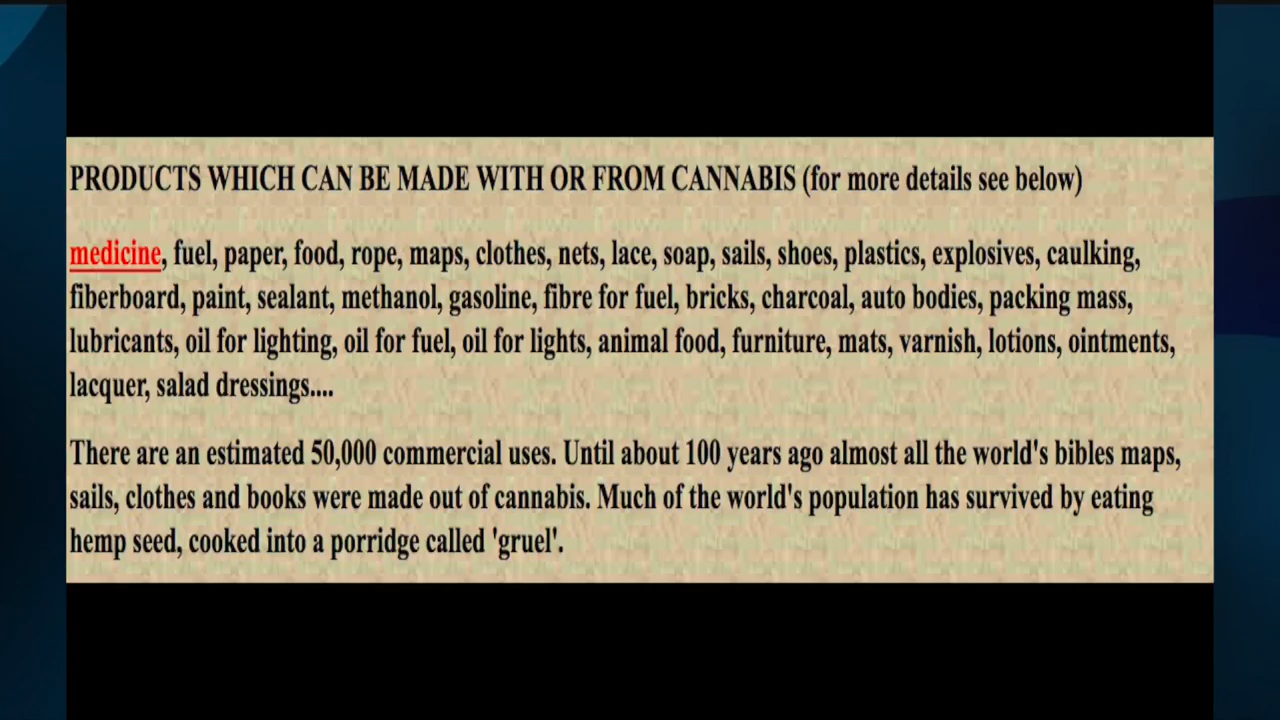 PRODUCTS WHICH CAN BE MADE WITH OR FROM CANNABIS (for more details see below)
medicine, fuel, paper, food, rope, maps, clothes, nets, lace, soap, sails, shoes, plastics, explosives, caulking,
fiberboard, paint, sealant, methanol, gasoline, fibre for fuel, bricks, charcoal, auto bodies, packing mass,
lubricants, oil for lighting, oil for fuel, oil for lights, animal food, furniture, mats, varnish, lotions, ointments,
lacquer, salad dressings....
There are an estimated 50,000 commercial uses. Until about 100 years ago almost all the world's bibles maps,
sails, clothes and books were made out of cannabis. Much of the world's population has survived by eating
hemp seed, cooked into a porridge called 'gruel'.